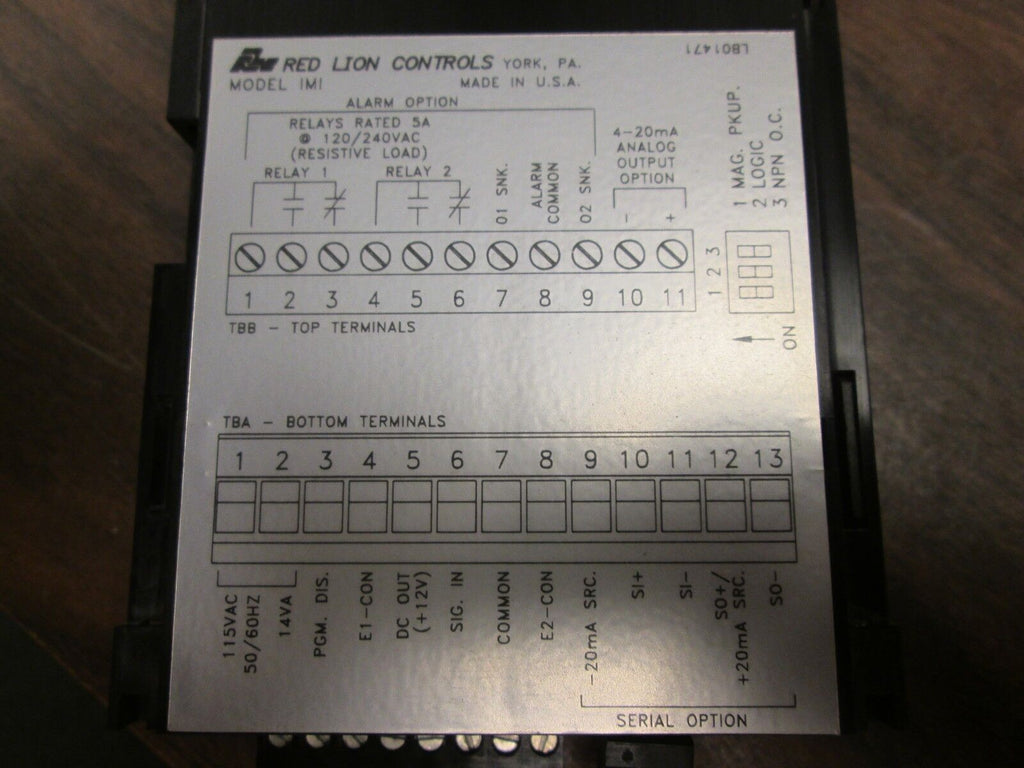 RED LION CONTROLS YORK, PA.
MODEL IMI MADE IN U.S.A.
LB01471
ALARM OPTION
RELAYS RATED 5A
@ 120/240VAC
(RESISTIVE LOAD)
RELAY 1 RELAY 2
01 SNK.
ALARM
COMMON
02 SNK.
4-20mA
ANALOG
OUTPUT
OPTION
- +
1 MAG. PKUP.
2 LOGIC
3 NPN O.C.
1 2 3
ON
1 2 3 4 5 6 7 8 9 10 11
TBB - TOP TERMINALS
TBA - BOTTOM TERMINALS
1 2 3 4 5 6 7 8 9 10 11 12 13
115VAC
50/60HZ
14VA
PGM. DIS.
E1-CON
DC OUT
(+12V)
SIG. IN
COMMON
E2-CON
-20mA SRC.
SI+
SI-
SO+/
+20mA SRC.
SO-
SERIAL OPTION